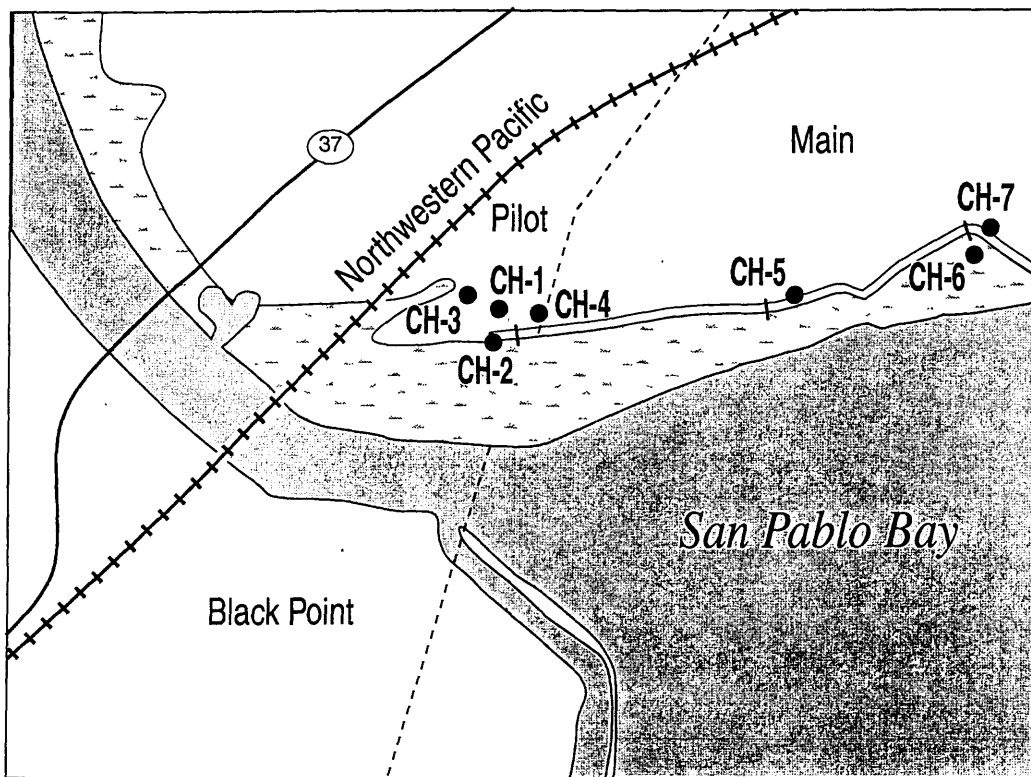 37
Northwestern Pacific
Main
Pilot
CH-7
CH-1
CH-5
CH-6
CH-3
CH-4
CH-2
San Pablo Bay
Black Point